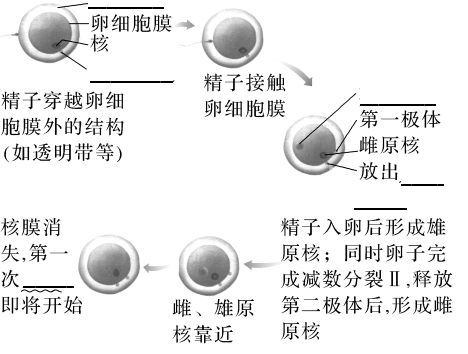 卵细胞膜
核
精子穿越卵细
胞膜外的结构
(如透明带等)
精子接触
卵细胞膜
第一极体
雌原核
放出
精子入卵后形成雄
原核；同时卵子完
成减数分裂Ⅱ,释放
第二极体后,形成雌
原核
雌、雄原
核靠近
核膜消
失,第一
次
即将开始